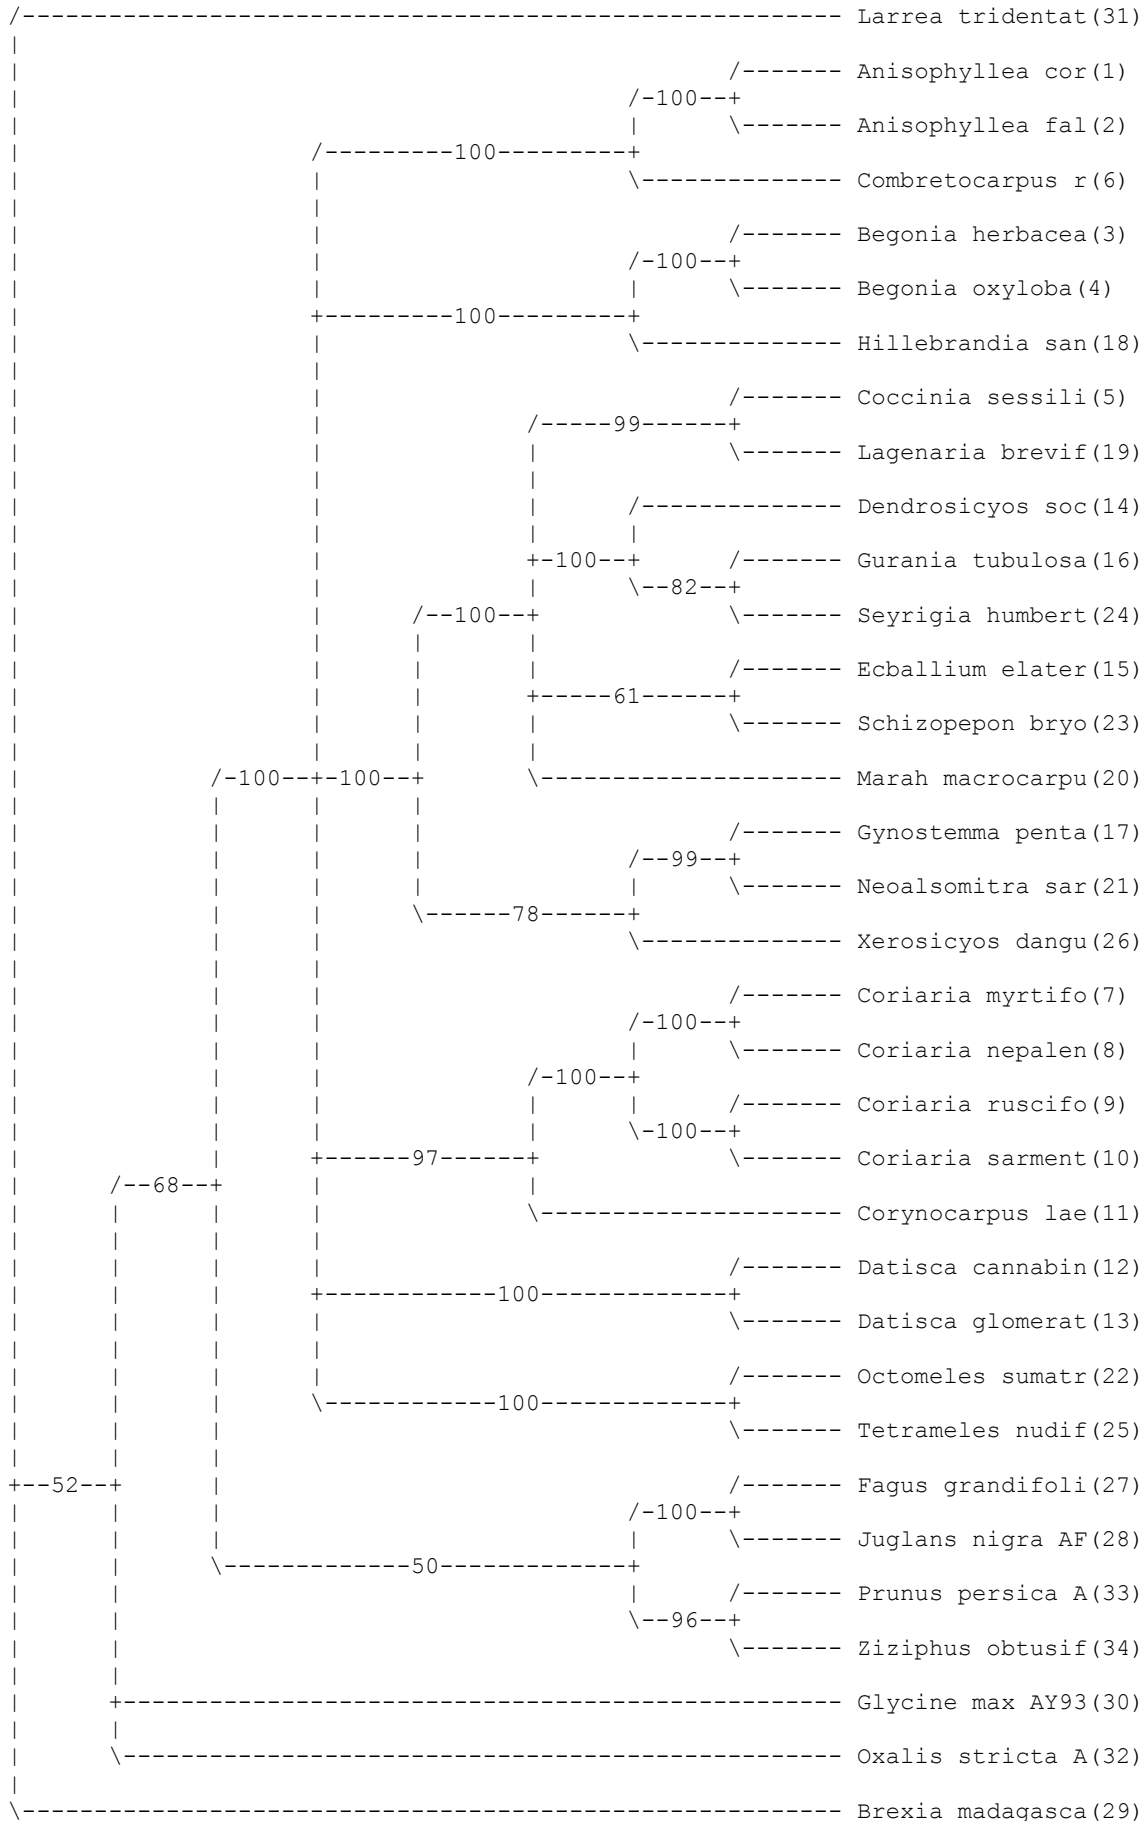 Larrea tridentat(31)
Anisophyllea cor(1)
100
Anisophyllea fal(2)
100
Combretocarpus r(6)
Begonia herbacea(3)
100
Begonia oxyloba(4)
100
Hillebrandia san(18)
Coccinia sessili(5)
99
Lagenaria brevif(19)
Dendrosicyos soc(14)
100 Gurania tubulosa(16)
82
100 Seyrigia humbert(24)
Ecballium elater(15)
61
Schizopepon bryo(23)
100 100 Marah macrocarpu(20)
Gynostemma penta(17)
99
Neoalsomitra sar(21)
78
Xerosicyos dangu(26)
Coriaria myrtifo(7)
100
Coriaria nepalen(8)
100
Coriaria ruscifo(9)
100
97 Coriaria sarment(10)
68
Corynocarpus lae(11)
Datisca cannabin(12)
100
Datisca glomerat(13)
Octomeles sumatr(22)
100
Tetrameles nudif(25)
52 Fagus grandifoli(27)
100
Juglans nigra AF(28)
50
Prunus persica A(33)
96
Ziziphus obtusif(34)
Glycine max AY93(30)
Oxalis stricta A(32)
Brexia madagasca(29)